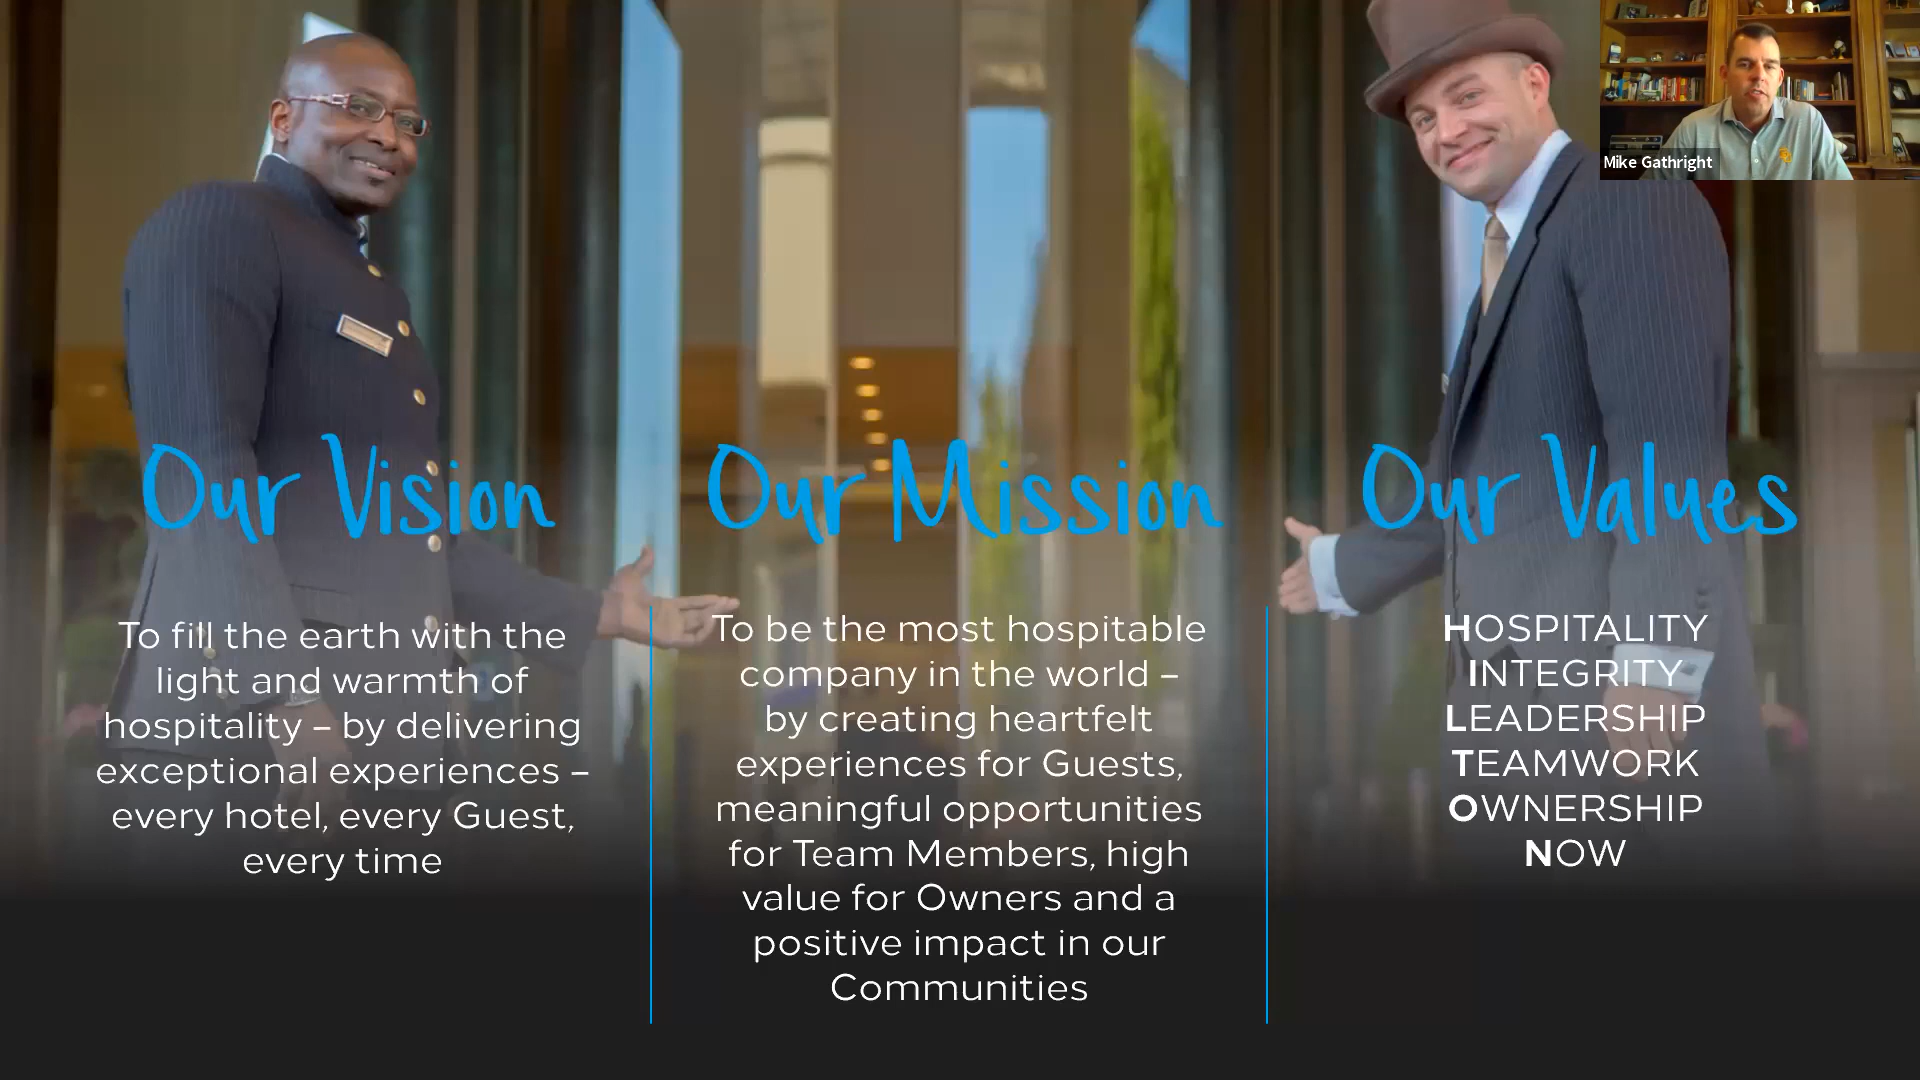 Mike Gathright
Our Vision
To fill the earth with the
light and warmth of
hospitality – by delivering
exceptional experiences –
every hotel, every Guest,
every time
Our Mission
To be the most hospitable
company in the world –
by creating heartfelt
experiences for Guests,
meaningful opportunities
for Team Members, high
value for Owners and a
positive impact in our
Communities
Our Values
HOSPITALITY
INTEGRITY
LEADERSHIP
TEAMWORK
OWNERSHIP
NOW